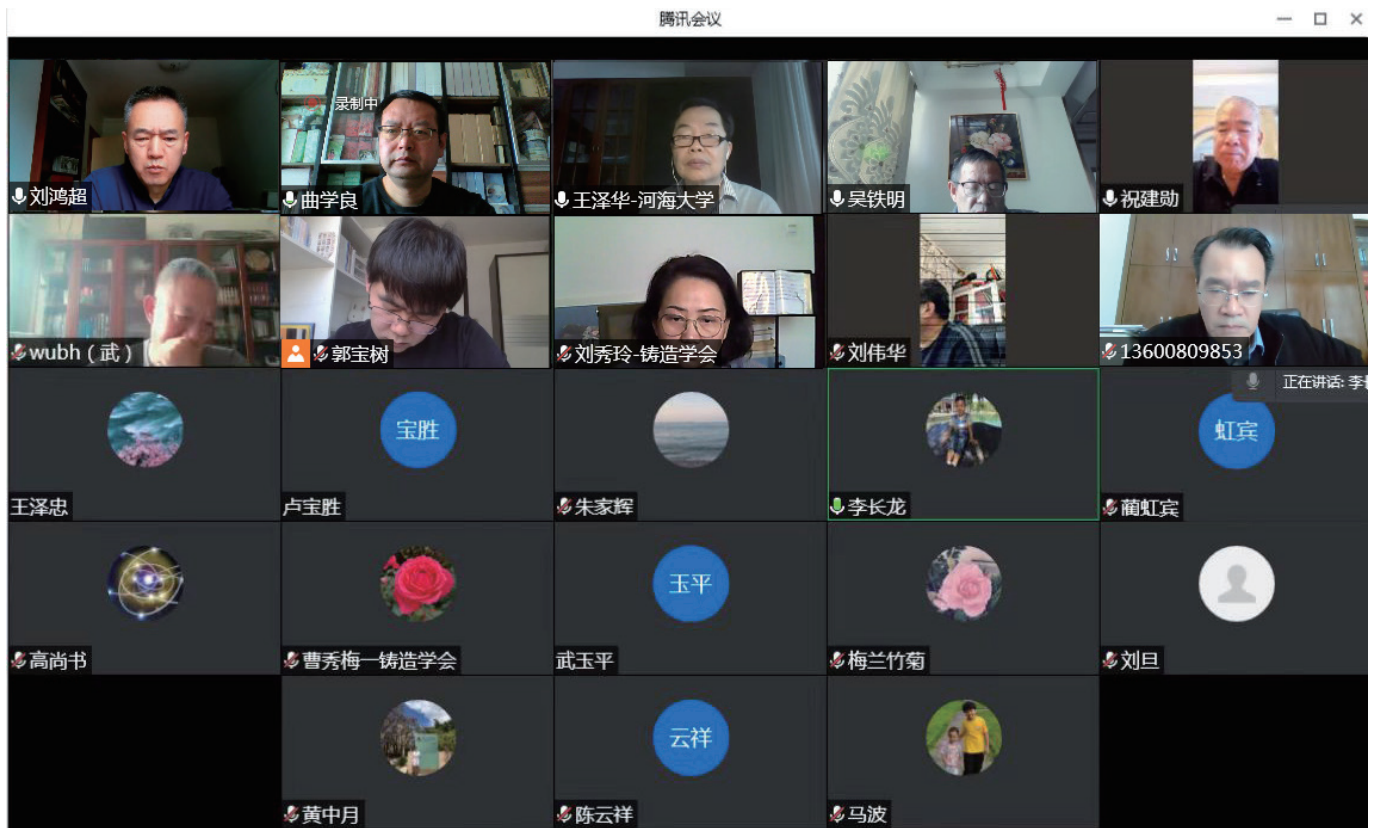 腾讯会议
录制中
刘鸿超
曲学良
王泽华-河海大学
吴铁明
祝建勋
wubh（武）
郭宝树
刘秀玲-铸造学会
刘伟华
13600809853
正在讲话: 李
宝胜
虹宾
王泽忠
卢宝胜
朱家辉
李长龙
蔺虹宾
玉平
高尚书
曹秀梅—铸造学会
武玉平
梅兰竹菊
刘旦
云祥
黄中月
陈云祥
马波